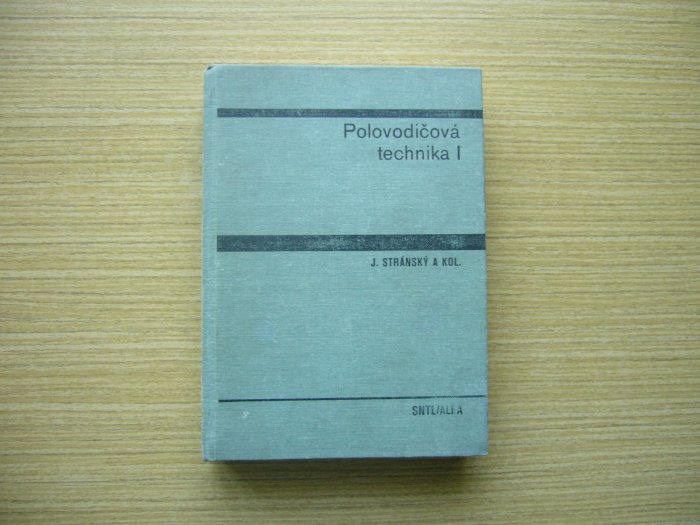 Polovodičová
technika I
J. STRÁNSKÝ A KOL.
SNTL/ALFA